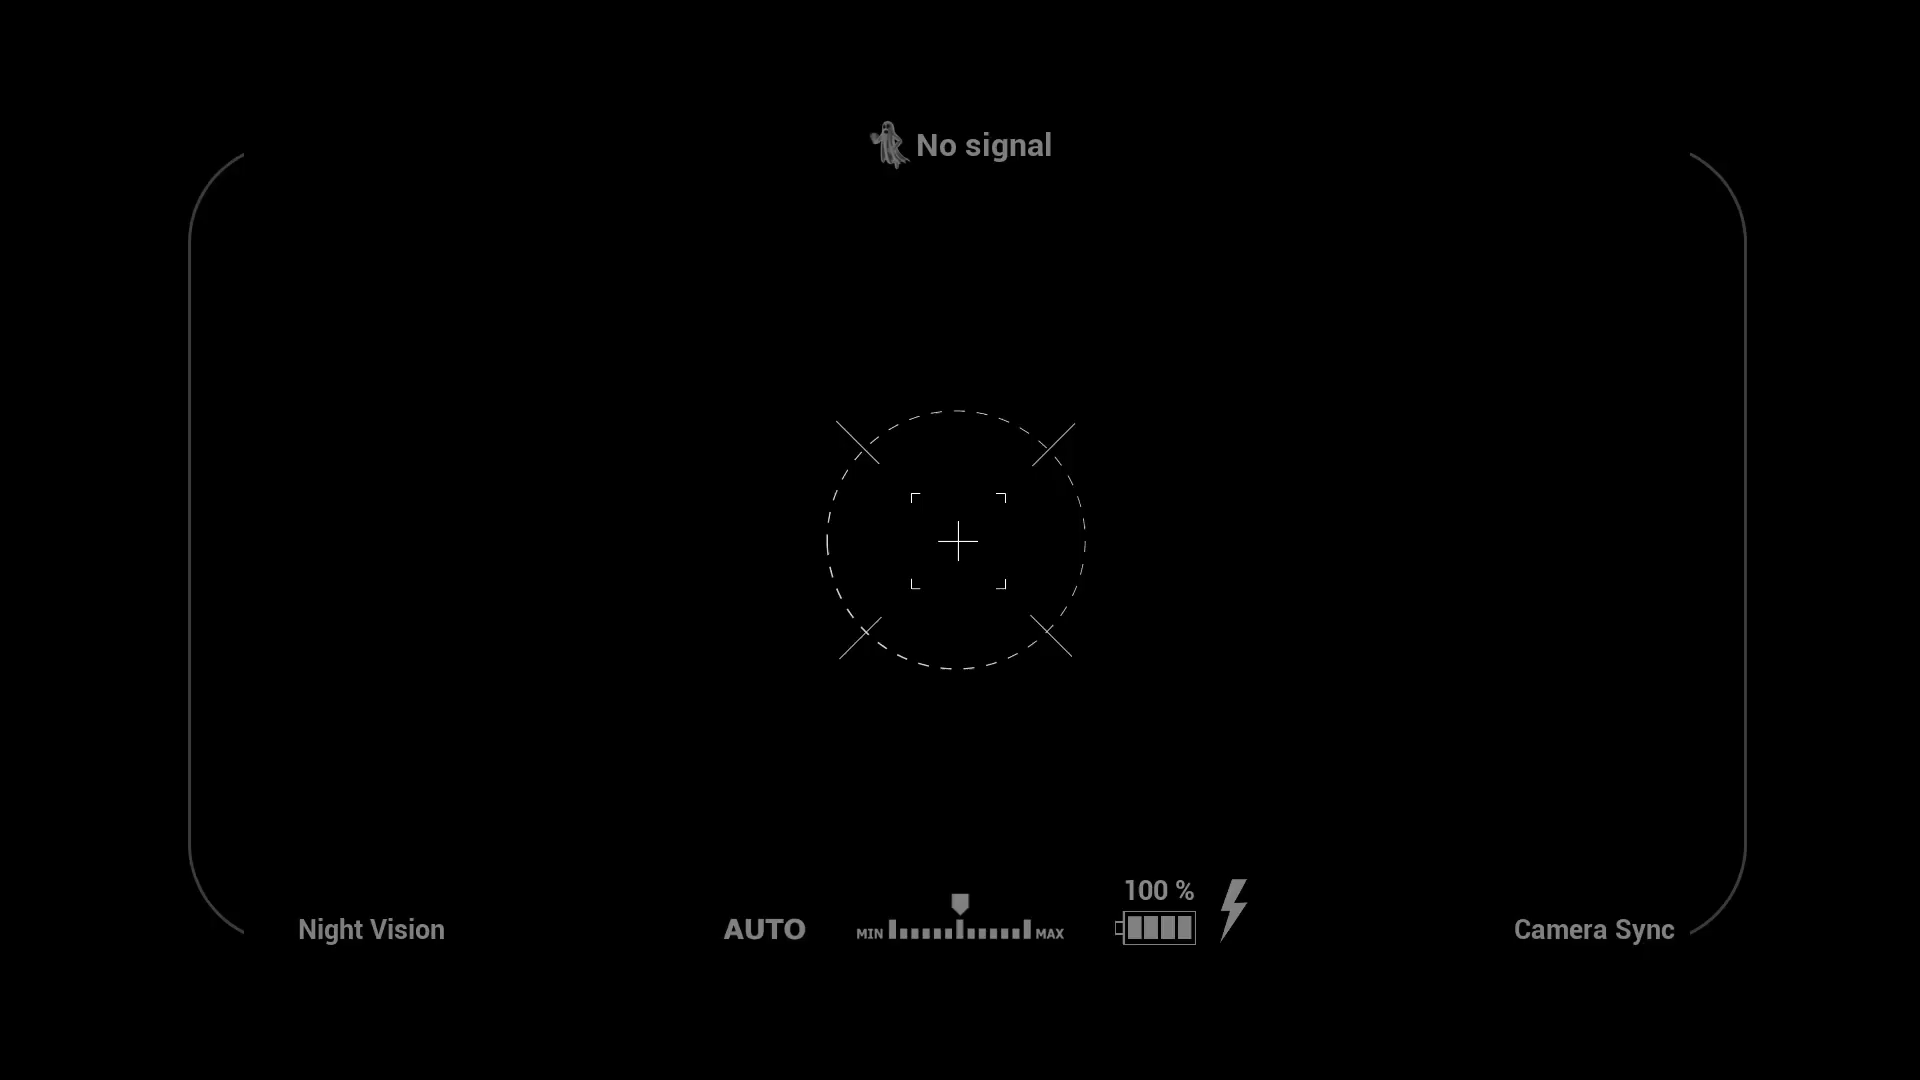 No signal
100 %
Night Vision
AUTO
MIN
MAX
Camera Sync